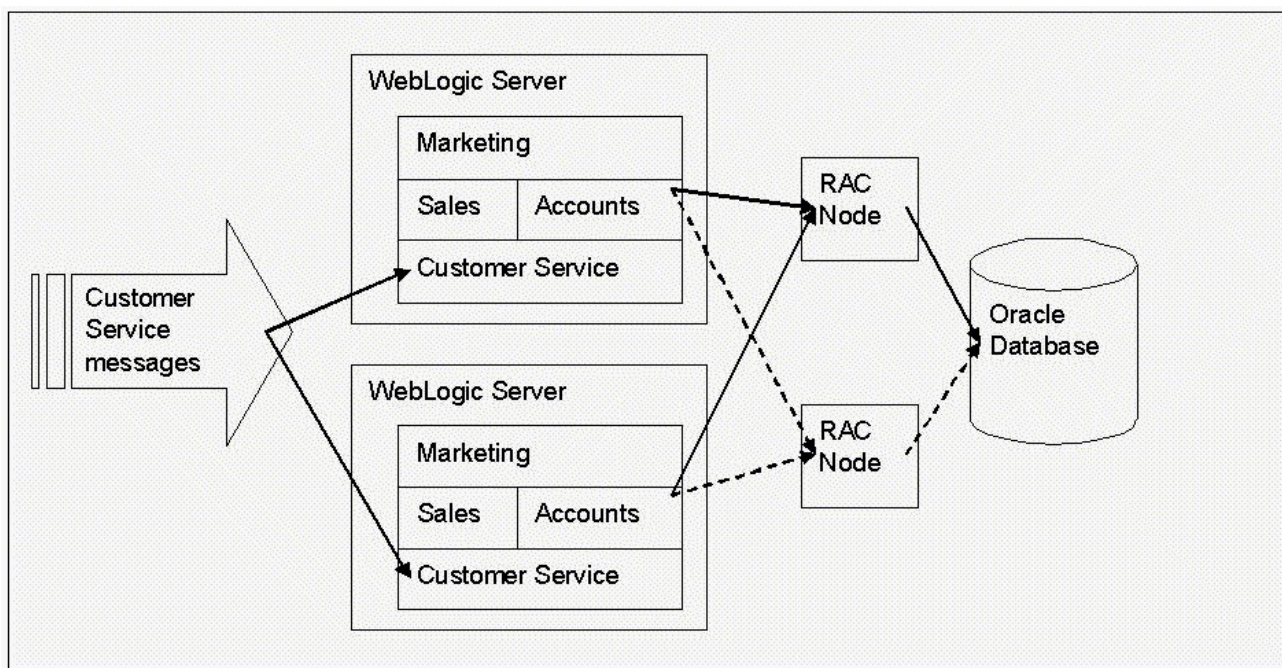 Customer
Service
messages
WebLogic Server
Marketing
Sales
Accounts
Customer Service
WebLogic Server
Marketing
Sales
Accounts
Customer Service
RAC
Node
RAC
Node
Oracle
Database